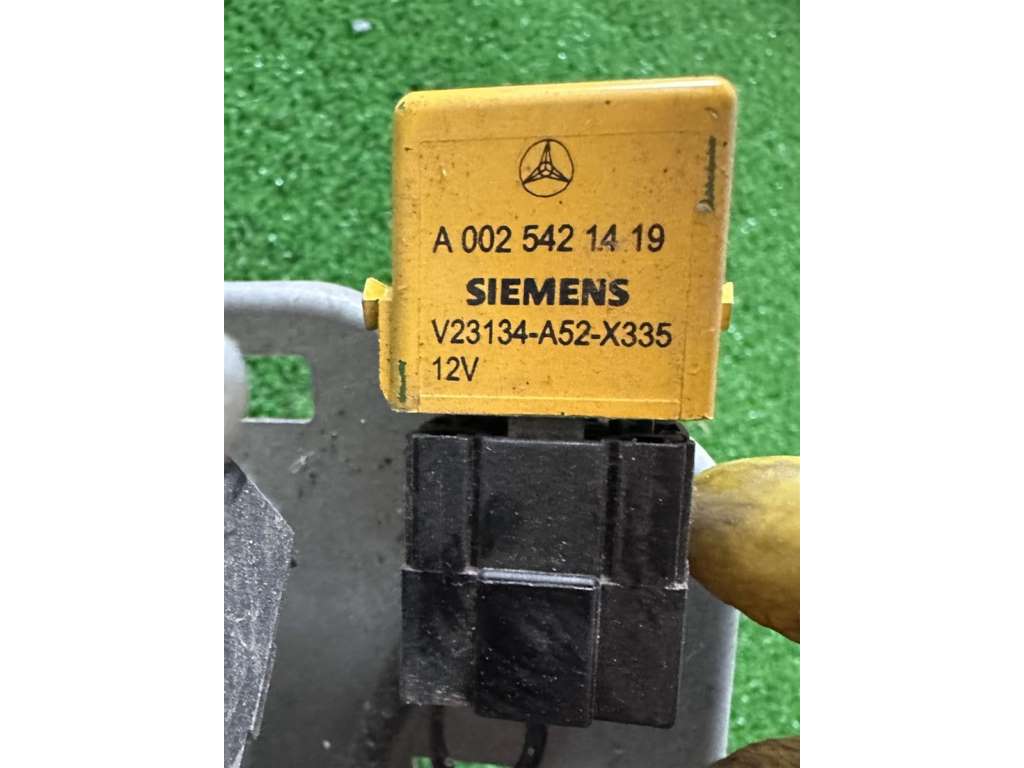 A 002 542 14 19
SIEMENS
V23134-A52-X335
12V